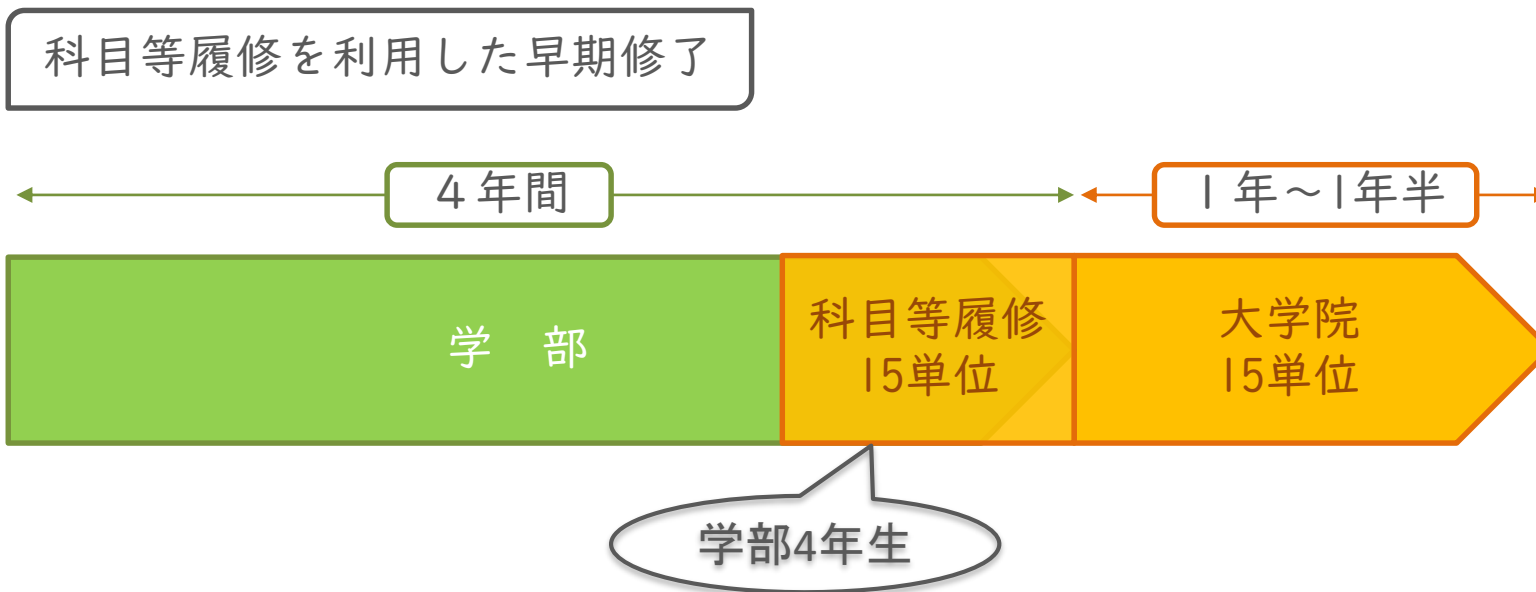 科目等履修を利用した早期修了
４年間
1年～1年半
学　部
科目等履修
15単位
大学院
15単位
学部4年生